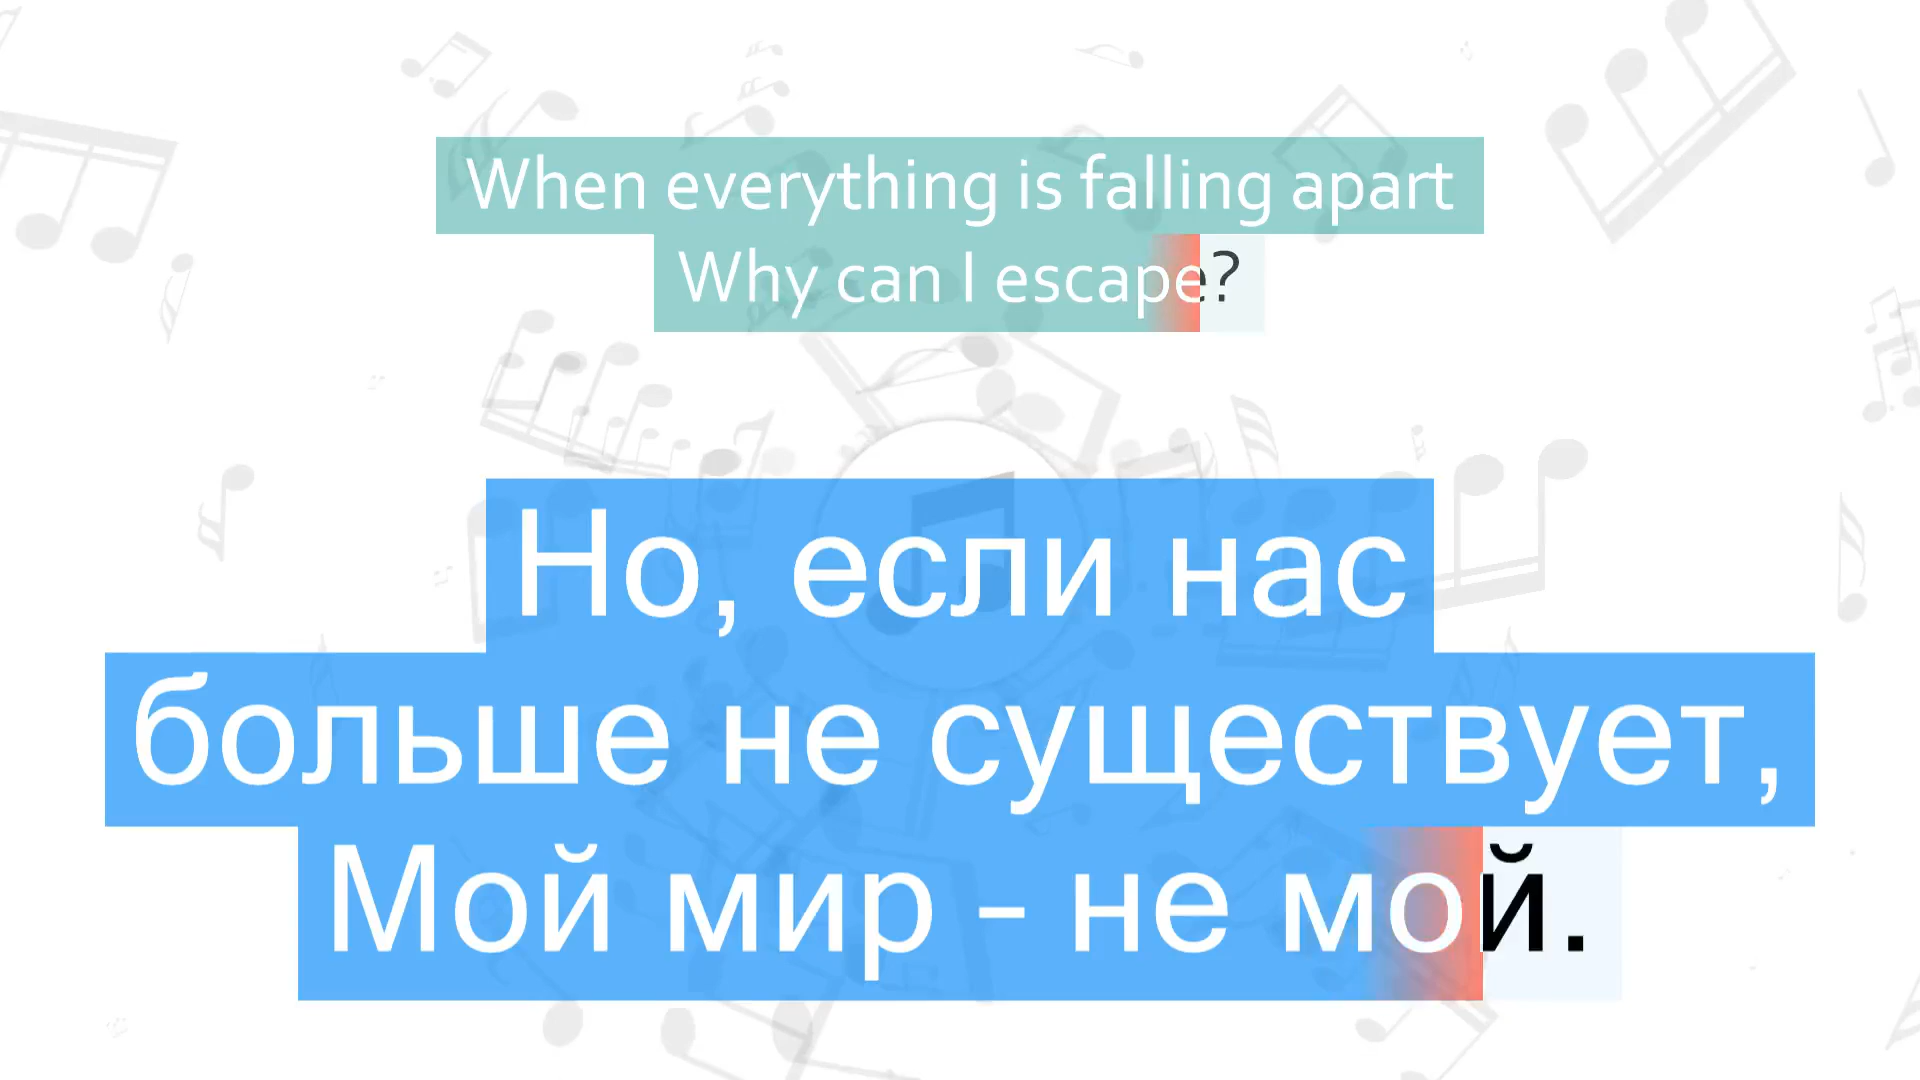 When everything is falling apart
Why can I escape?
Но, если нас
больше не существует,
Мой мир - не мой.